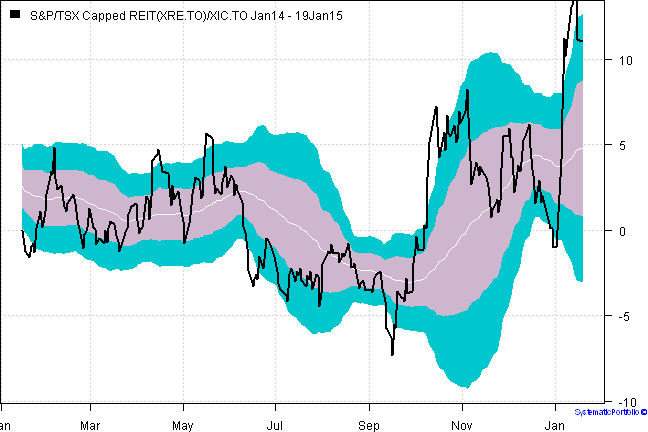 S&P/TSX Capped REIT(XRE.TO)/XIC.TO Jan14 - 19Jan15
10
5
0
-5
-10
SystematicPortfolio ©
an Mar May Jul Sep Nov Jan